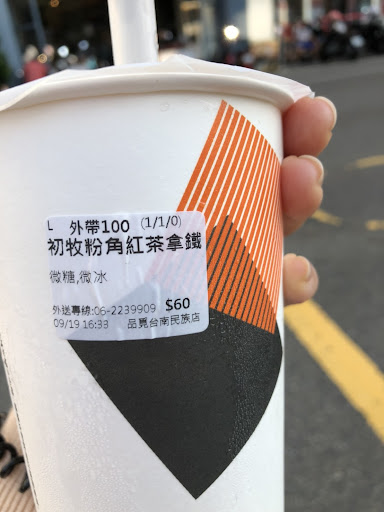 L 外帶100 (1/1/0)
初牧粉角紅茶拿鐵
微糖,微冰
外送專線:06-2239909 $60
09/19 16:33 品覓台南民族店